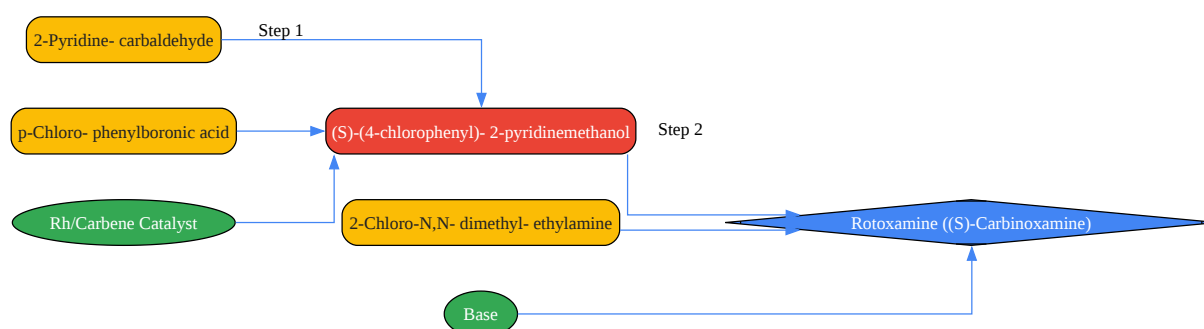 Step 1
2-Pyridine- carbaldehyde
p-Chloro- phenylboronic acid
(S)-(4-chlorophenyl)- 2-pyridinemethanol
Step 2
Rh/Carbene Catalyst
2-Chloro-N,N- dimethyl- ethylamine
Rotoxamine ((S)-Carbinoxamine)
Base